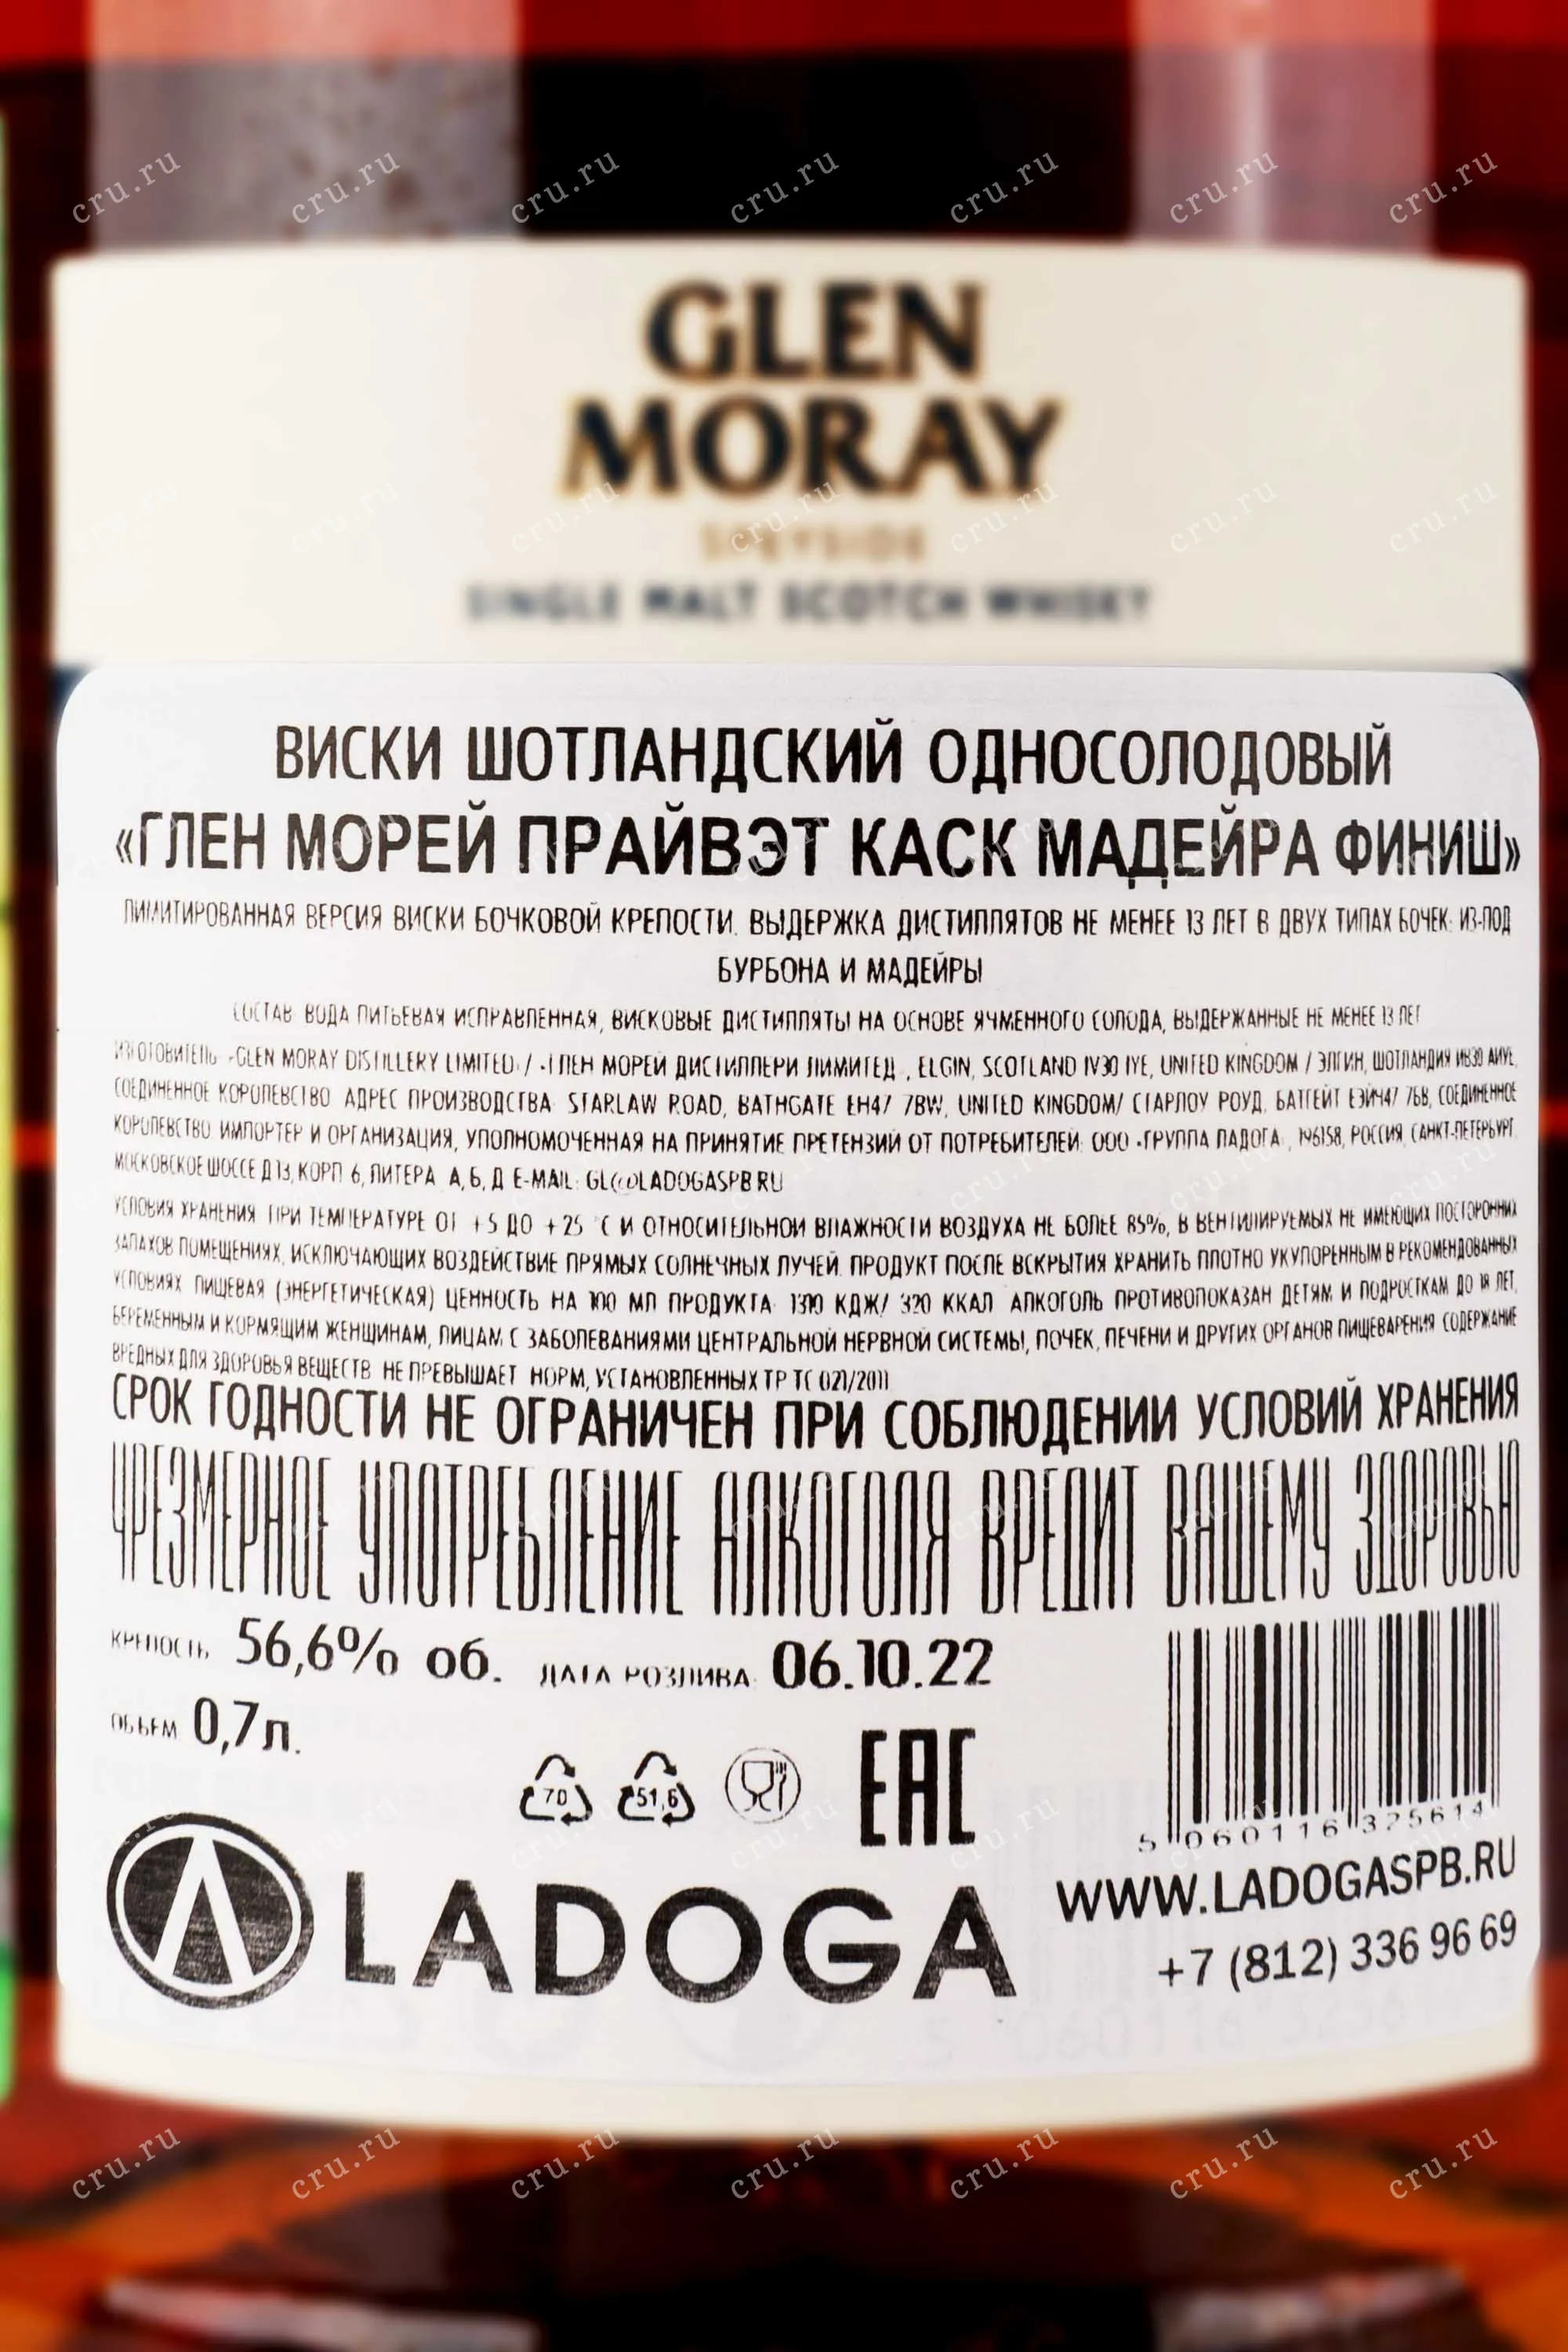 GLEN
MORAY
SPEYSIDE
SINGLE MALT SCOTCH WHISKY
ВИСКИ ШОТЛАНДСКИЙ ОДНОСОЛОДОВЫЙ
«ГЛЕН МОРЕЙ ПРАЙВЭТ КАСК МАДЕЙРА ФИНИШ»
ЛИМИТИРОВАННАЯ ВЕРСИЯ ВИСКИ БОЧКОВОЙ КРЕПОСТИ. ВЫДЕРЖКА ДИСТИЛЛЯТОВ НЕ МЕНЕЕ 13 ЛЕТ В ДВУХ ТИПАХ БОЧЕК: ИЗ-ПОД
БУРБОНА И МАДЕЙРЫ
СОСТАВ: ВОДА ПИТЬЕВАЯ ИСПРАВЛЕННАЯ, ВИСКОВЫЕ ДИСТИЛЛЯТЫ НА ОСНОВЕ ЯЧМЕННОГО СОЛОДА, ВЫДЕРЖАННЫЕ НЕ МЕНЕЕ 13 ЛЕТ
ИЗГОТОВИТЕЛЬ: «GLEN MORAY DISTILLERY LIMITED» / «ГЛЕН МОРЕЙ ДИСТИЛЛЕРИ ЛИМИТЕД», ELGIN, SCOTLAND IV30 1YE, UNITED KINGDOM / ЭЛГИН, ШОТЛАНДИЯ ИВ30 АЙУЕ,
СОЕДИНЕННОЕ КОРОЛЕВСТВО. АДРЕС ПРОИЗВОДСТВА: STARLAW ROAD, BATHGATE EH47 7BW, UNITED KINGDOM/ СТАРЛОУ РОУД, БАТГЕЙТ ЕЭЙЧ47 7БВ, СОЕДИНЕННОЕ
КОРОЛЕВСТВО ИМПОРТЕР И ОРГАНИЗАЦИЯ, УПОЛНОМОЧЕННАЯ НА ПРИНЯТИЕ ПРЕТЕНЗИЙ ОТ ПОТРЕБИТЕЛЕЙ: ООО «ГРУППА ЛАДОГА», 196158, РОССИЯ, САНКТ-ПЕТЕРБУРГ,
МОСКОВСКОЕ ШОССЕ Д.13, КОРП. 6, ЛИТЕРА А, Б, Д E-MAIL: GL@LADOGASPB.RU
УСЛОВИЯ ХРАНЕНИЯ: ПРИ ТЕМПЕРАТУРЕ ОТ +5 ДО +25 °С И ОТНОСИТЕЛЬНОЙ ВЛАЖНОСТИ ВОЗДУХА НЕ БОЛЕЕ 85%, В ВЕНТИЛИРУЕМЫХ НЕ ИМЕЮЩИХ ПОСТОРОННИХ
ЗАПАХОВ ПОМЕЩЕНИЯХ, ИСКЛЮЧАЮЩИХ ВОЗДЕЙСТВИЕ ПРЯМЫХ СОЛНЕЧНЫХ ЛУЧЕЙ. ПРОДУКТ ПОСЛЕ ВСКРЫТИЯ ХРАНИТЬ ПЛОТНО УКУПОРЕННЫМ В РЕКОМЕНДОВАННЫХ
УСЛОВИЯХ. ПИЩЕВАЯ (ЭНЕРГЕТИЧЕСКАЯ) ЦЕННОСТЬ НА 100 МЛ ПРОДУКТА: 1310 КДЖ/ 320 ККАЛ. АЛКОГОЛЬ ПРОТИВОПОКАЗАН ДЕТЯМ И ПОДРОСТКАМ ДО 18 ЛЕТ,
БЕРЕМЕННЫМ И КОРМЯЩИМ ЖЕНЩИНАМ, ЛИЦАМ С ЗАБОЛЕВАНИЯМИ ЦЕНТРАЛЬНОЙ НЕРВНОЙ СИСТЕМЫ, ПОЧЕК, ПЕЧЕНИ И ДРУГИХ ОРГАНОВ ПИЩЕВАРЕНИЯ. СОДЕРЖАНИЕ
ВРЕДНЫХ ДЛЯ ЗДОРОВЬЯ ВЕЩЕСТВ НЕ ПРЕВЫШАЕТ НОРМ, УСТАНОВЛЕННЫХ ТР ТС 021/2011
СРОК ГОДНОСТИ НЕ ОГРАНИЧЕН ПРИ СОБЛЮДЕНИИ УСЛОВИЙ ХРАНЕНИЯ
ЧРЕЗМЕРНОЕ УПОТРЕБЛЕНИЕ АЛКОГОЛЯ ВРЕДИТ ВАШЕМУ ЗДОРОВЬЮ
КРЕПОСТЬ 56,6% об. ДАТА РОЗЛИВА: 06.10.22
ОБЪЕМ 0,7 л.
70 51,6 EAC
5 060116 325614
LADOGA
WWW.LADOGASPB.RU
+7 (812) 336 96 69
cru.ru